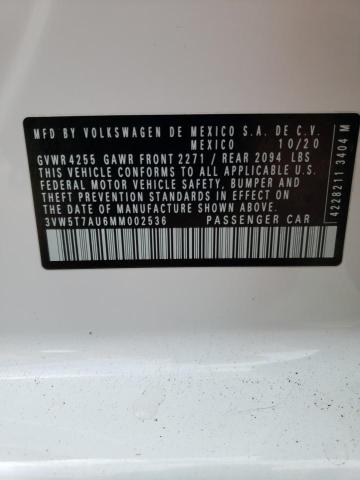 MFD BY VOLKSWAGEN DE MEXICO S.A. DE C.V.
MEXICO 10/20
GVWR 4255 GAWR FRONT 2271 / REAR 2094 LBS
THIS VEHICLE CONFORMS TO ALL APPLICABLE U.S.
FEDERAL MOTOR VEHICLE SAFETY, BUMPER AND
THEFT PREVENTION STANDARDS IN EFFECT ON THE
DATE OF MANUFACTURE SHOWN ABOVE.
3VW5T7AU6MM002536 PASSENGER CAR
42282111 3404 M